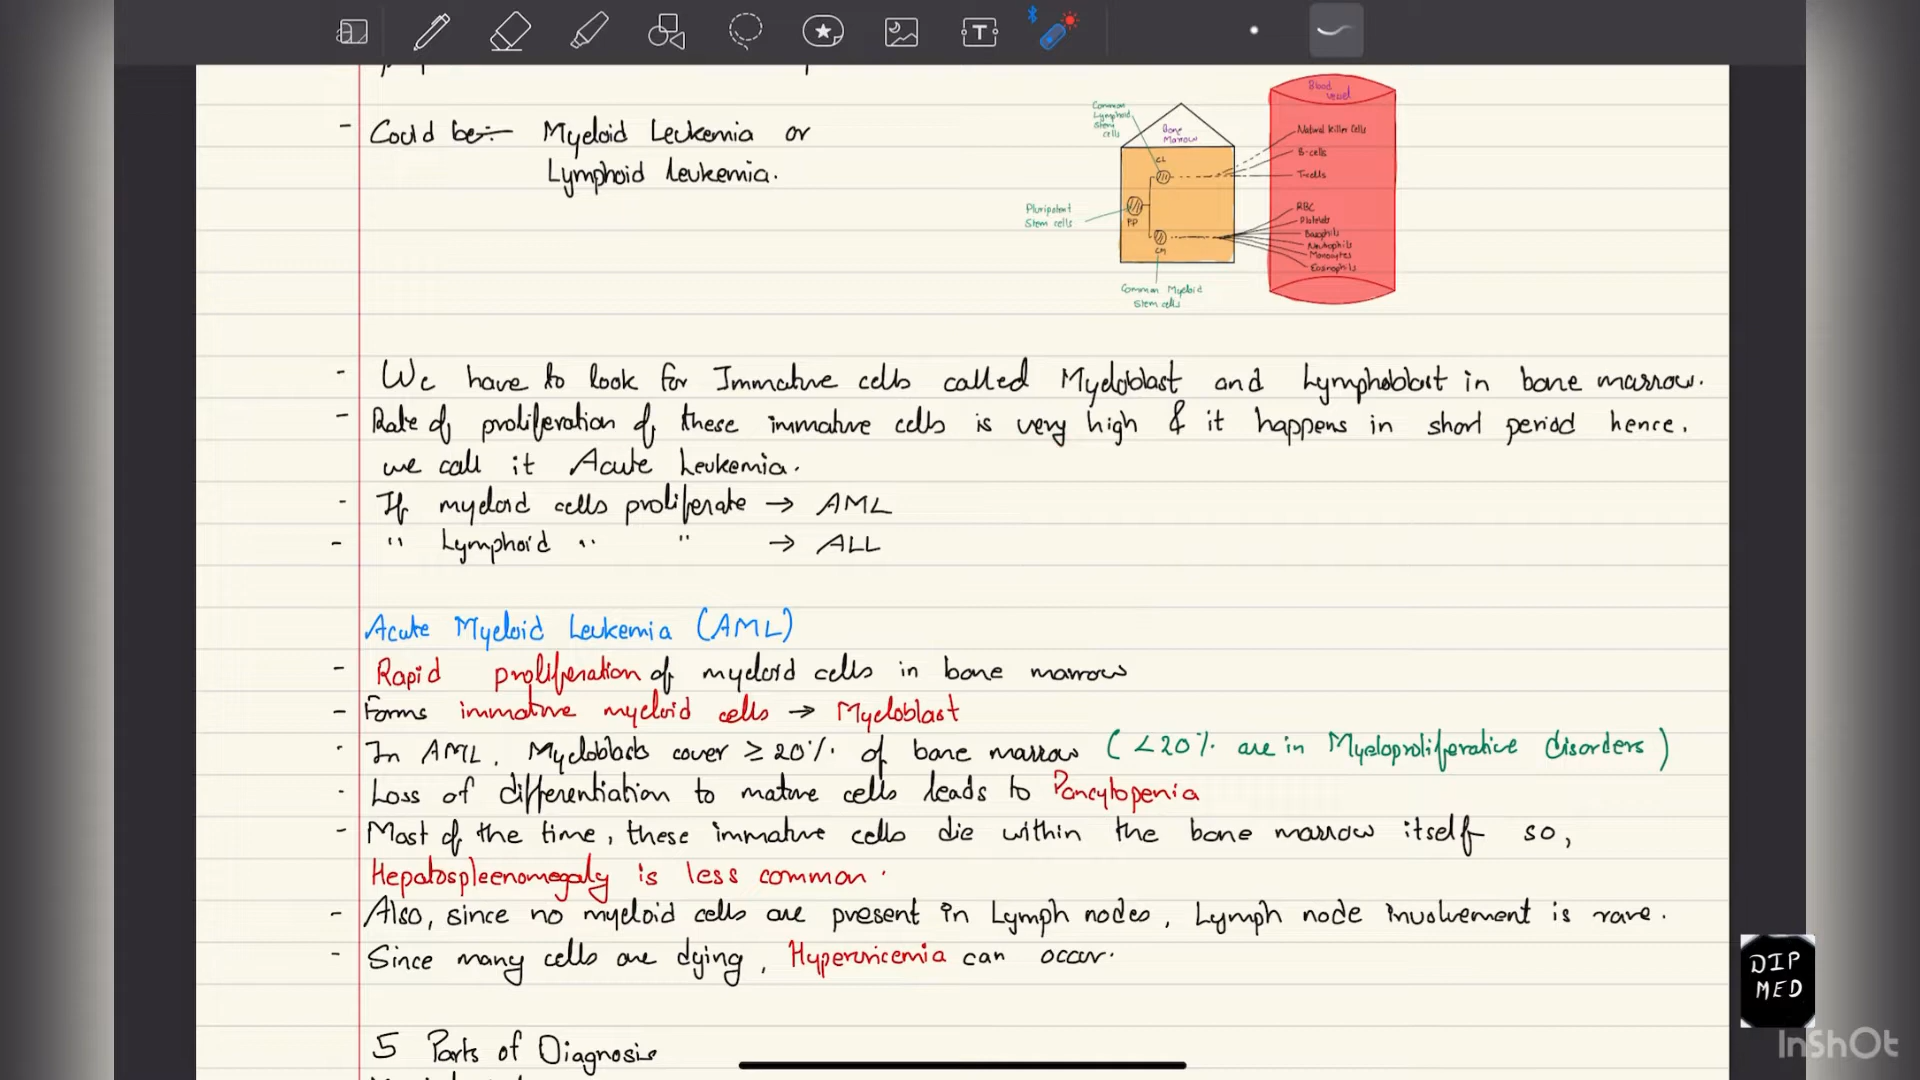 - Could be:- Myeloid Leukemia or
Lymphoid leukemia.
Common
Lymphoid
Stem
cells
Bone
Marrow
CL
Pluripotent
Stem cells
PP
CM
Common Myeloid
Stem cells
Blood
vessel
Natural Killer Cells
B-cells
T-cells
RBC
Platelets
Basophils
Neutrophils
Monocytes
Eosinophils
- We have to look for Immature cells called Myeloblast and Lymphoblast in bone marrow.
- Rate of proliferation of these immature cells is very high & it happens in short period hence.
we call it Acute Leukemia.
- If myeloid cells proliferate → AML
- " Lymphoid " " → ALL
Acute Myeloid Leukemia (AML)
- Rapid proliferation of myeloid cells in bone marrow
- Forms immature myeloid cells → Myeloblast
- In AML, Myeloblasts cover ≥ 20% of bone marrow (<20% are in Myeloproliferative disorders)
- Loss of differentiation to mature cells leads to Pancytopenia
- Most of the time, these immature cells die within the bone marrow itself so,
Hepatospleenomegaly is less common.
- Also, since no myeloid cells are present in Lymph nodes, Lymph node involvement is rare.
- Since many cells are dying, Hyperuricemia can occur.
5 Parts of Diagnosis
DIP
MED
InShOt